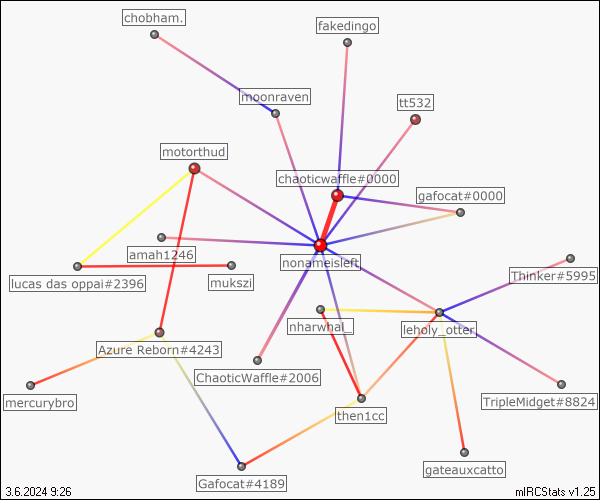 chobham.
fakedingo
moonraven
tt532
motorthud
chaoticwaffle#0000
gafocat#0000
amah1246
nonameisleft
Thinker#5995
lucas das oppai#2396
mukszi
nharwhal_
leholy_otter
Azure Reborn#4243
ChaoticWaffle#2006
mercurybro
then1cc
TripleMidget#8824
gateauxcatto
Gafocat#4189
3.6.2024 9:26
mIRCStats v1.25